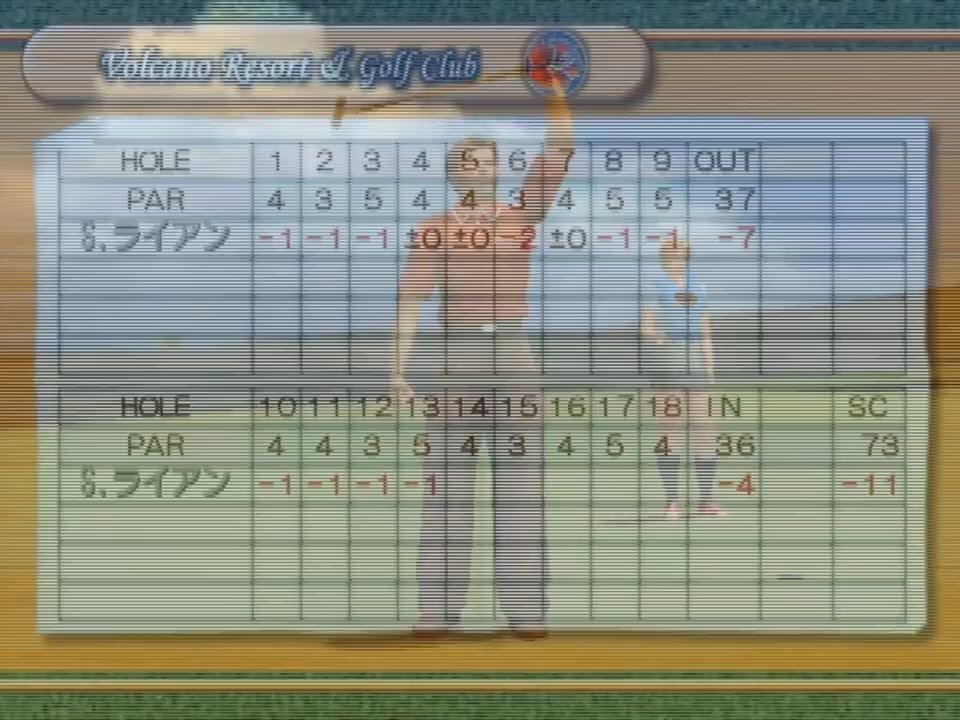 Volcano Resort & Golf Club
HOLE 1 2 3 4 5 6 7 8 9 OUT
PAR 4 3 5 4 4 3 4 5 5 37
S.ライアン -1 -1 -1 ±0 ±0 -2 ±0 -1 -1 -7
HOLE 10 11 12 13 14 15 16 17 18 IN SC
PAR 4 4 3 5 4 3 4 5 4 36 73
S.ライアン -1 -1 -1 -1 -4 -11